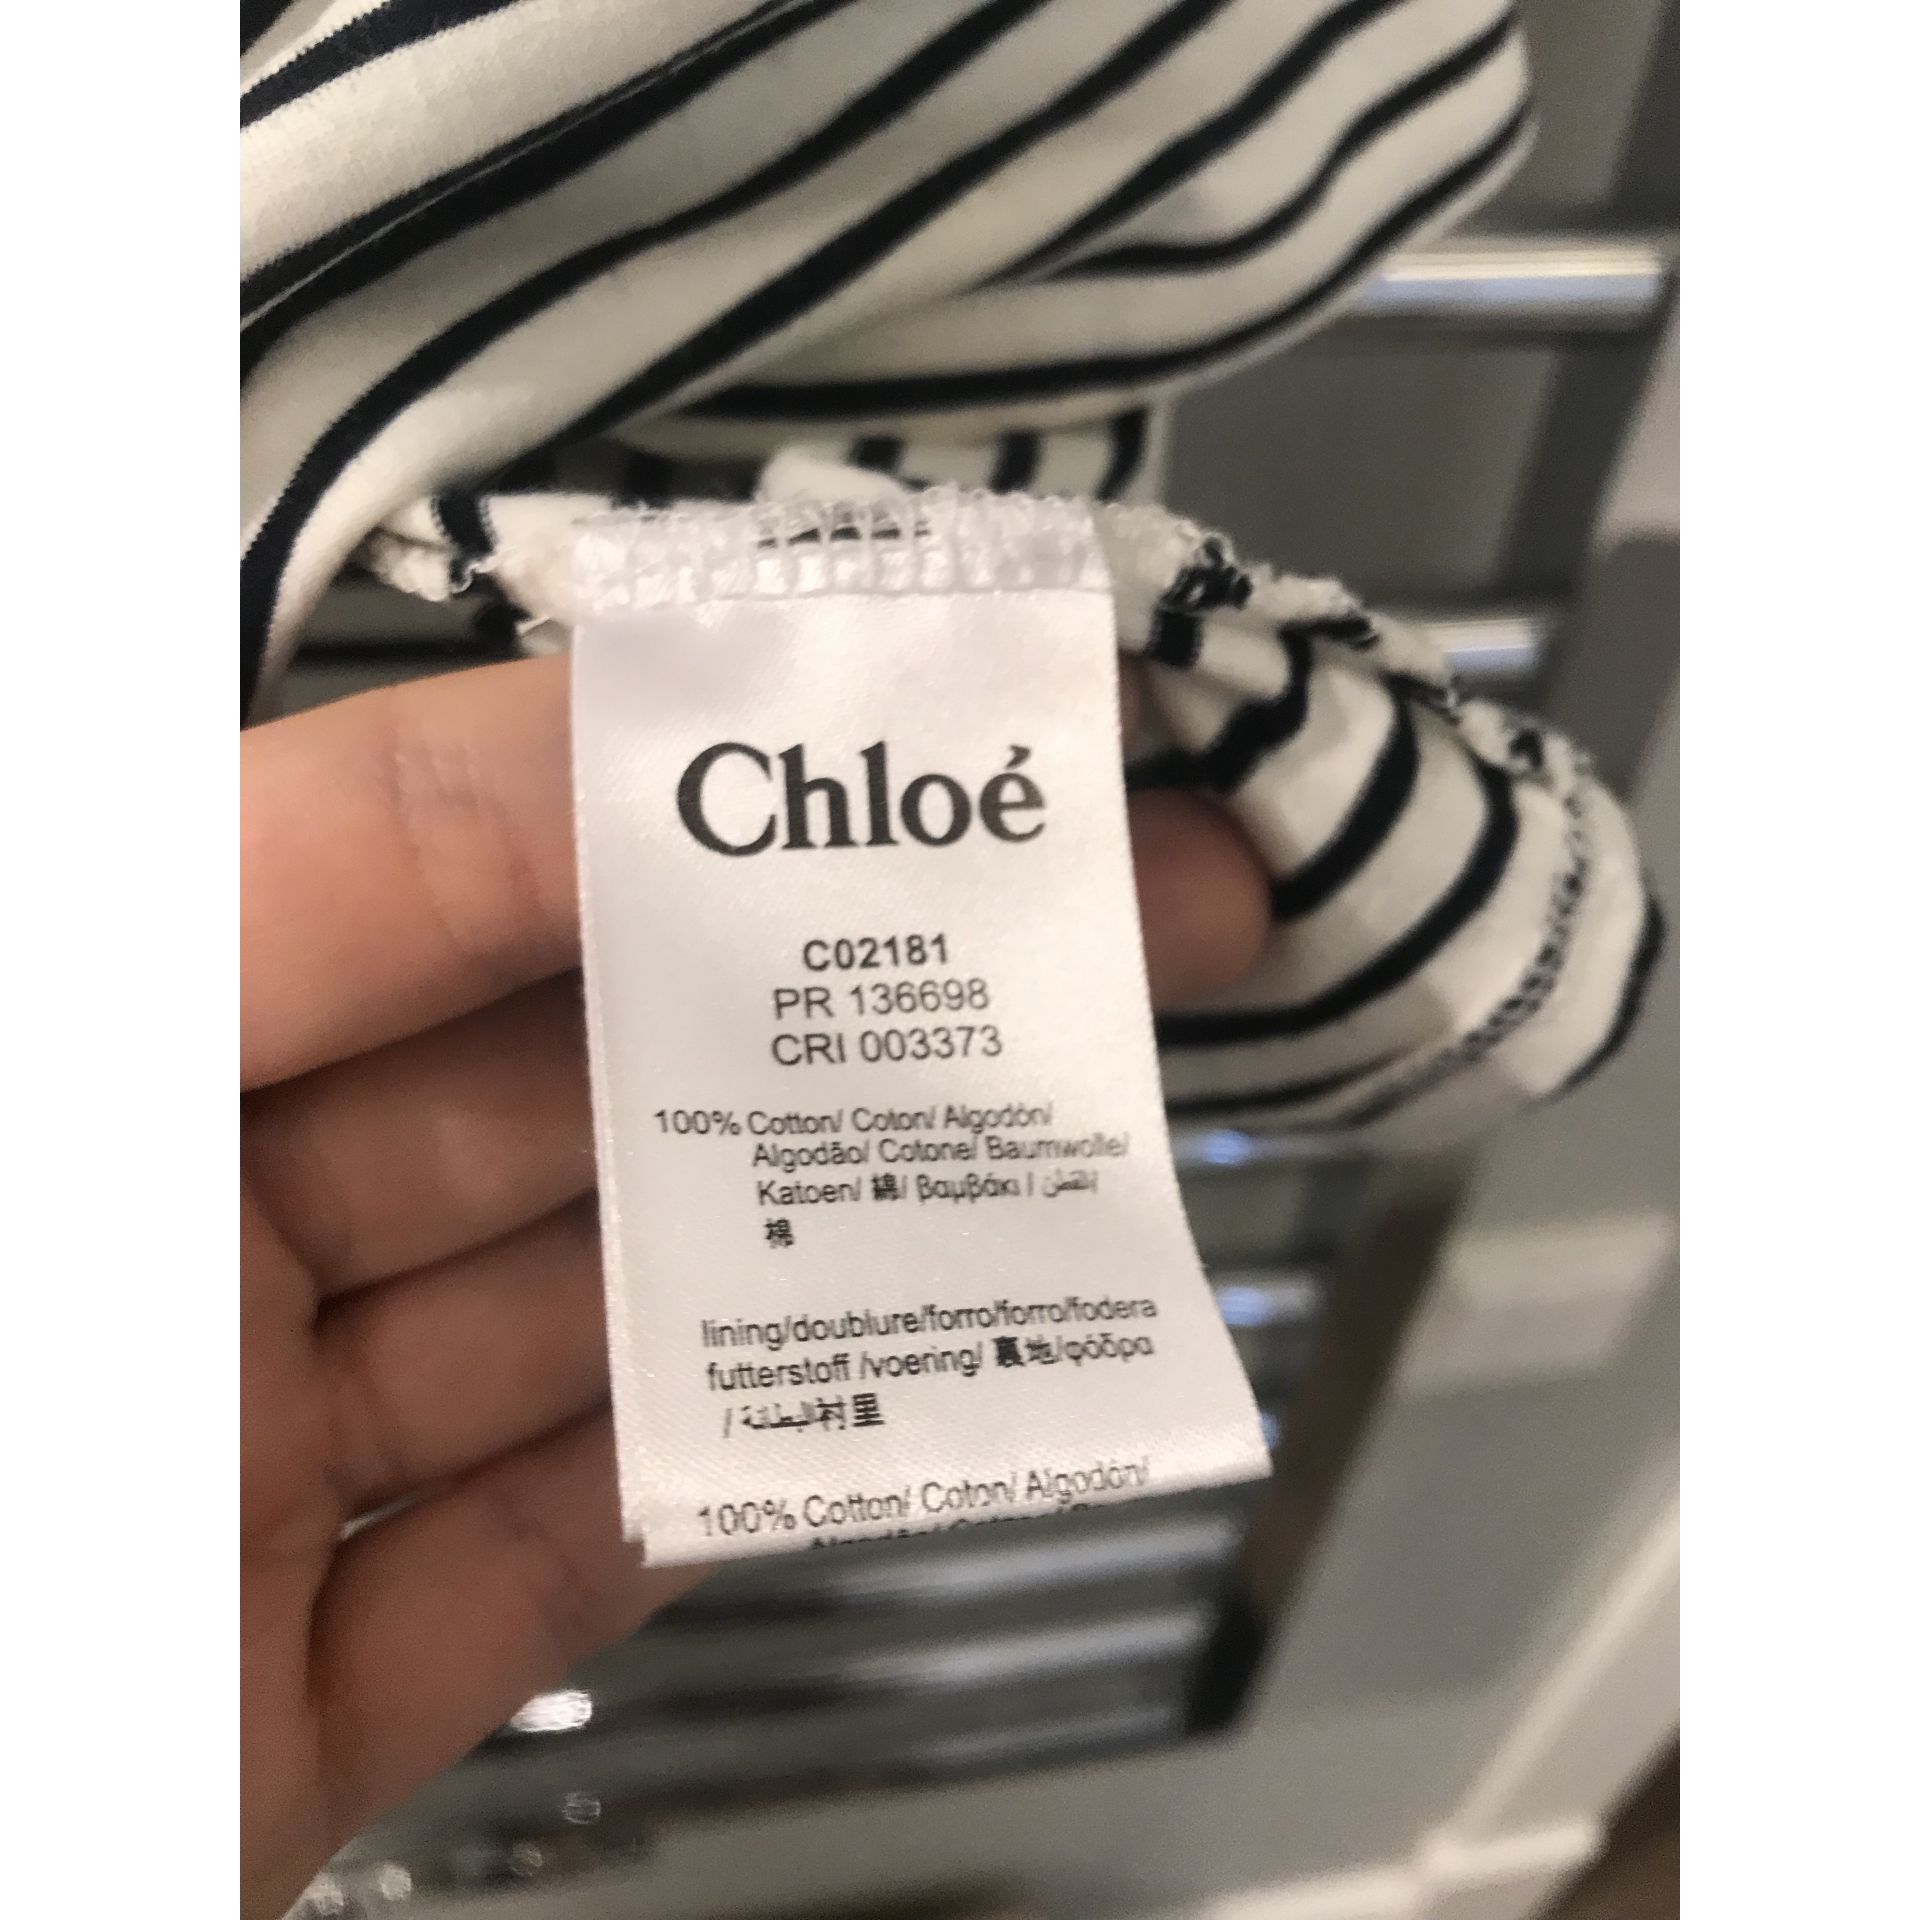 Chloé
C02181
PR 136698
CRI 003373
100% Cotton/ Coton/ Algodón/
Algodão/ Cotone/ Baumwolle/
Katoen/ 綿/ βαμβάκι / القطن/
棉
lining/doublure/forro/forro/fodera
futterstoff /voering/ 裏地/φόδρα
/ البطانة/衬里
100% Cotton/ Coton/ Algodón/